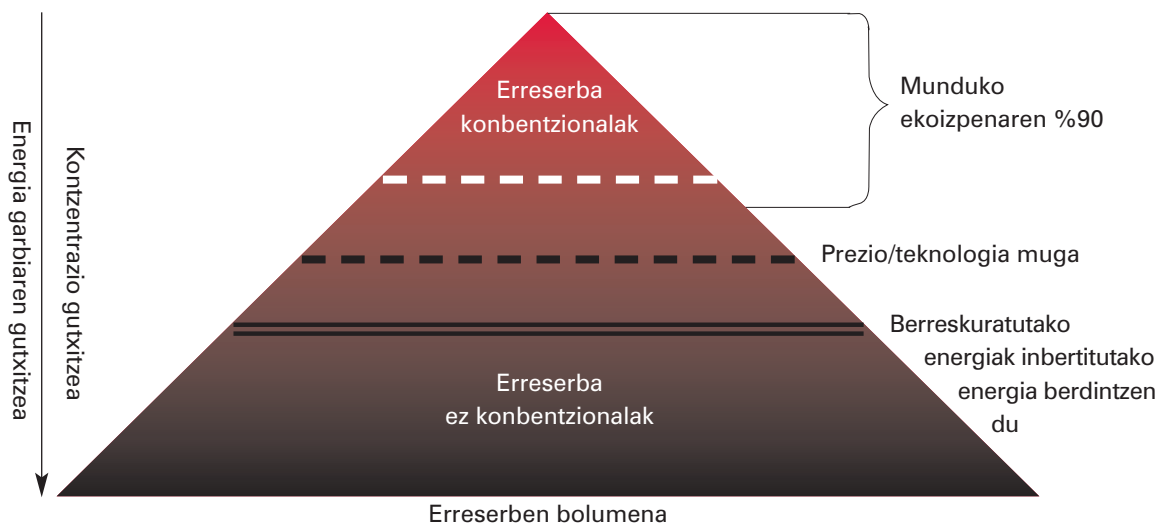 Erreserba
konbentzionalak
Munduko
ekoizpenaren %90
Energia garbiaren gutxitzea
Kontzentrazio gutxitzea
Prezio/teknologia muga
Berreskuratutako
energiak inbertitutako
energia berdintzen
du
Erreserba
ez konbentzionalak
Erreserben bolumena